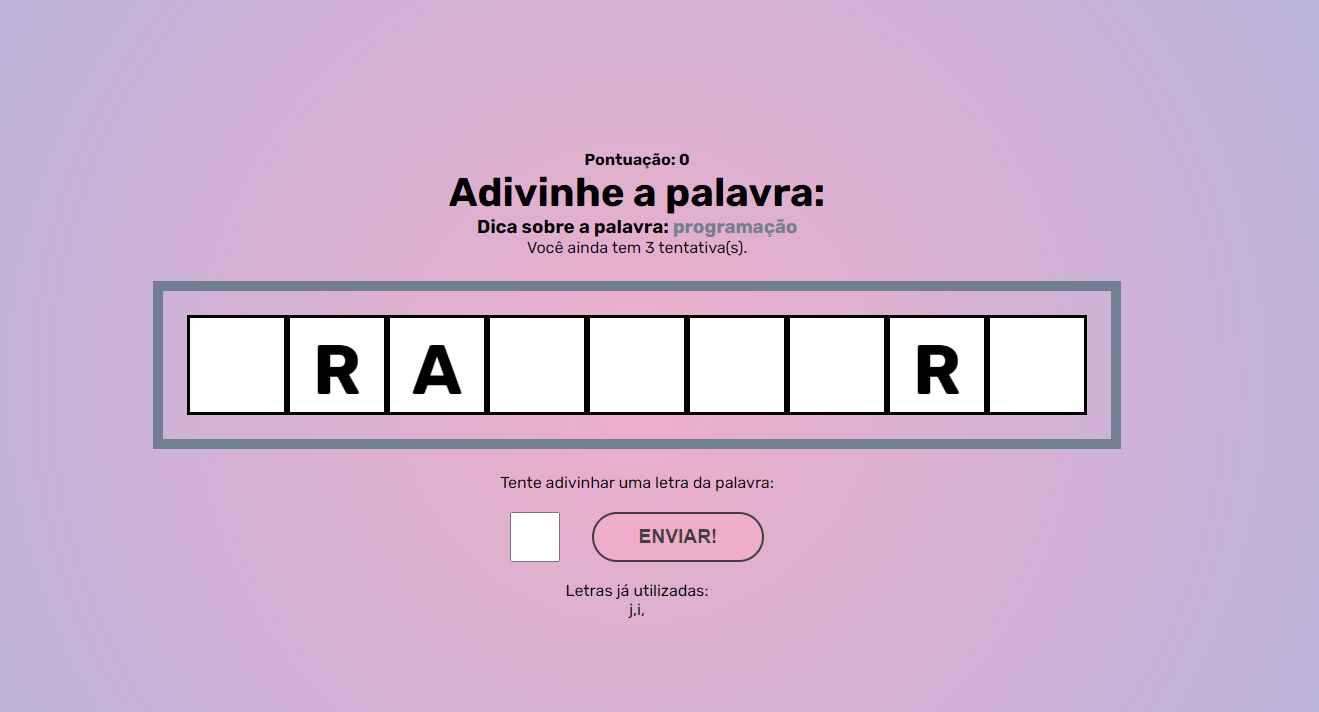 Pontuação: 0
Adivinhe a palavra:
Dica sobre a palavra: programação
Você ainda tem 3 tentativa(s).
R A R
Tente adivinhar uma letra da palavra:
ENVIAR!
Letras já utilizadas:
j,i,